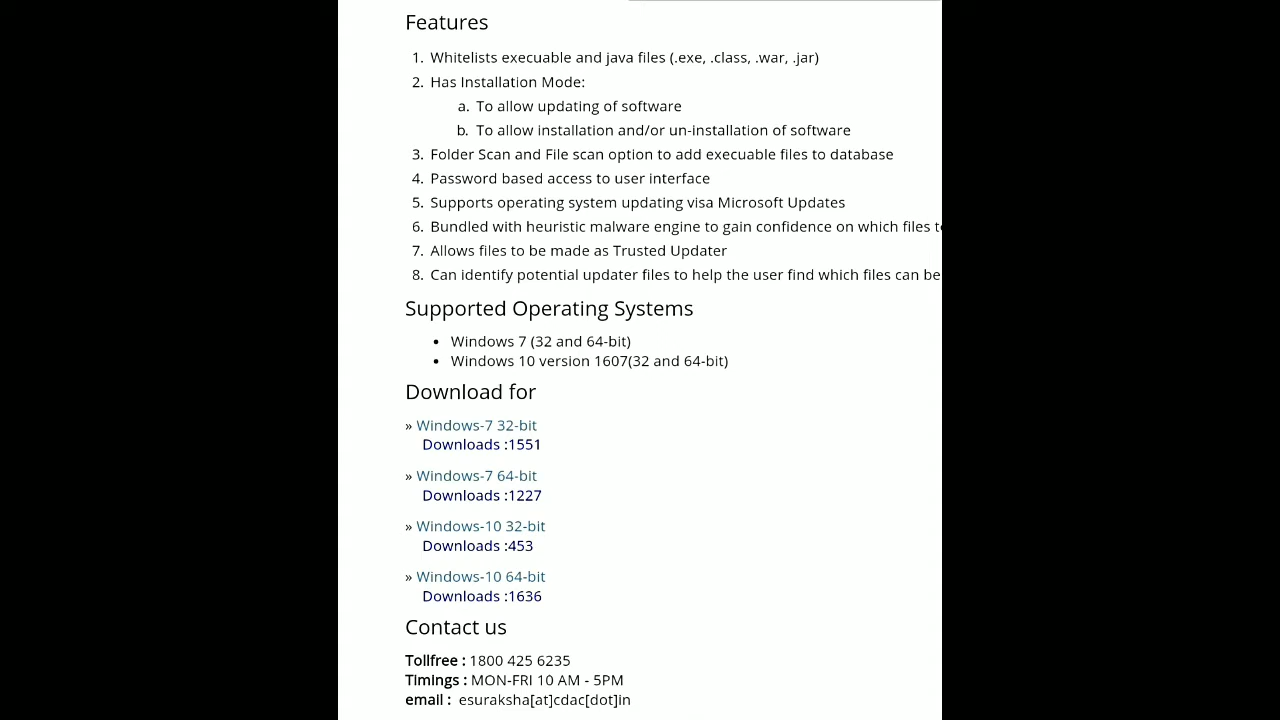 Features
1. Whitelists execuable and java files (.exe, .class, .war, .jar)
2. Has Installation Mode:
a. To allow updating of software
b. To allow installation and/or un-installation of software
3. Folder Scan and File scan option to add execuable files to database
4. Password based access to user interface
5. Supports operating system updating visa Microsoft Updates
6. Bundled with heuristic malware engine to gain confidence on which files
7. Allows files to be made as Trusted Updater
8. Can identify potential updater files to help the user find which files can be
Supported Operating Systems
• Windows 7 (32 and 64-bit)
• Windows 10 version 1607(32 and 64-bit)
Download for
» Windows-7 32-bit
Downloads :1551
» Windows-7 64-bit
Downloads :1227
» Windows-10 32-bit
Downloads :453
» Windows-10 64-bit
Downloads :1636
Contact us
Tollfree : 1800 425 6235
Timings : MON-FRI 10 AM - 5PM
email : esuraksha[at]cdac[dot]in